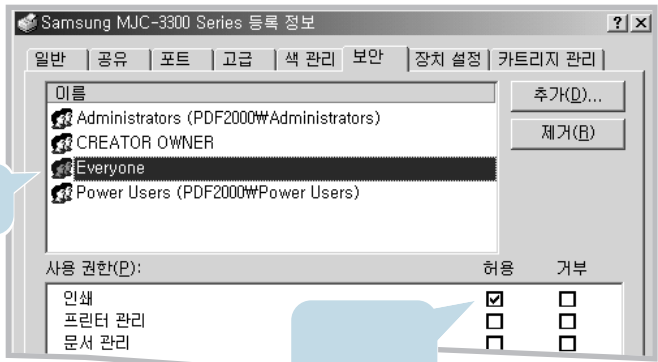 Samsung MJC-3300 Series 등록 정보
일반 공유 포트 고급 색 관리 보안 장치 설정 카트리지 관리
이름
추가(D)...
Administrators (PDF2000₩Administrators)
제거(R)
CREATOR OWNER
Everyone
Power Users (PDF2000₩Power Users)
사용 권한(P): 허용 거부
인쇄
프린터 관리
문서 관리